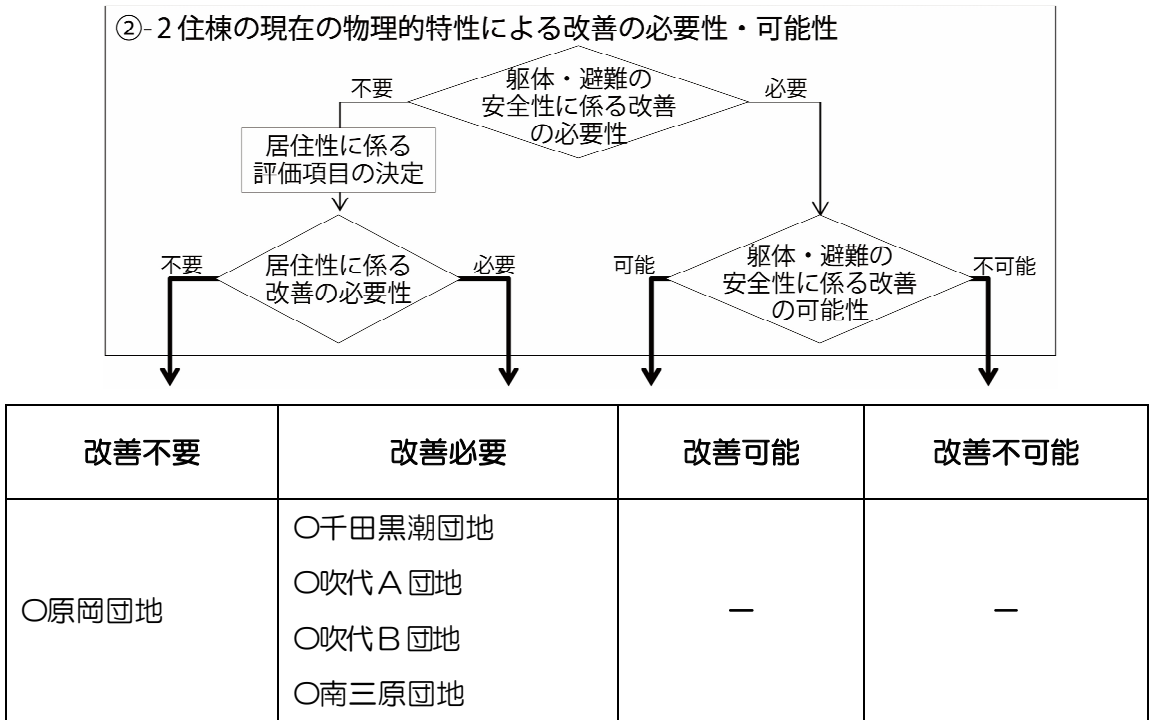 ②-2住棟の現在の物理的特性による改善の必要性・可能性
躯体・避難の
安全性に係る改善
の必要性
不要
必要
居住性に係る
評価項目の決定
不要
居住性に係る
改善の必要性
必要
可能
躯体・避難の
安全性に係る改善
の可能性
不可能
改善不要
改善必要
改善可能
改善不可能
〇原岡団地
〇千田黒潮団地
〇吹代A団地
〇吹代B団地
〇南三原団地
―
―